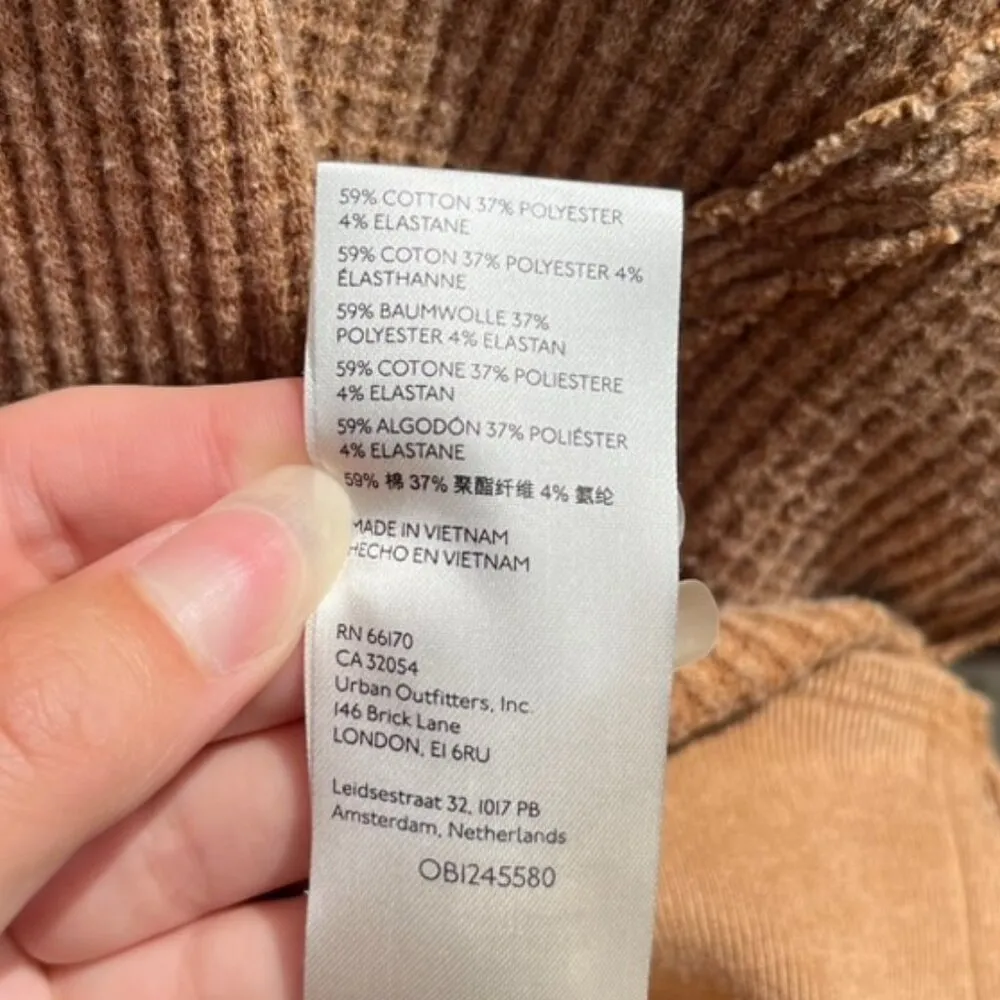 59% COTTON 37% POLYESTER
4% ELASTANE
59% COTON 37% POLYESTER 4%
ÉLASTHANNE
59% BAUMWOLLE 37%
POLYESTER 4% ELASTAN
59% COTONE 37% POLIESTERE
4% ELASTAN
59% ALGODÓN 37% POLIÉSTER
4% ELASTANE
59% 棉 37% 聚酯纤维 4% 氨纶
MADE IN VIETNAM
HECHO EN VIETNAM
RN 66170
CA 32054
Urban Outfitters, Inc.
146 Brick Lane
LONDON, E1 6RU
Leidsestraat 32, 1017 PB
Amsterdam, Netherlands
OB1245580